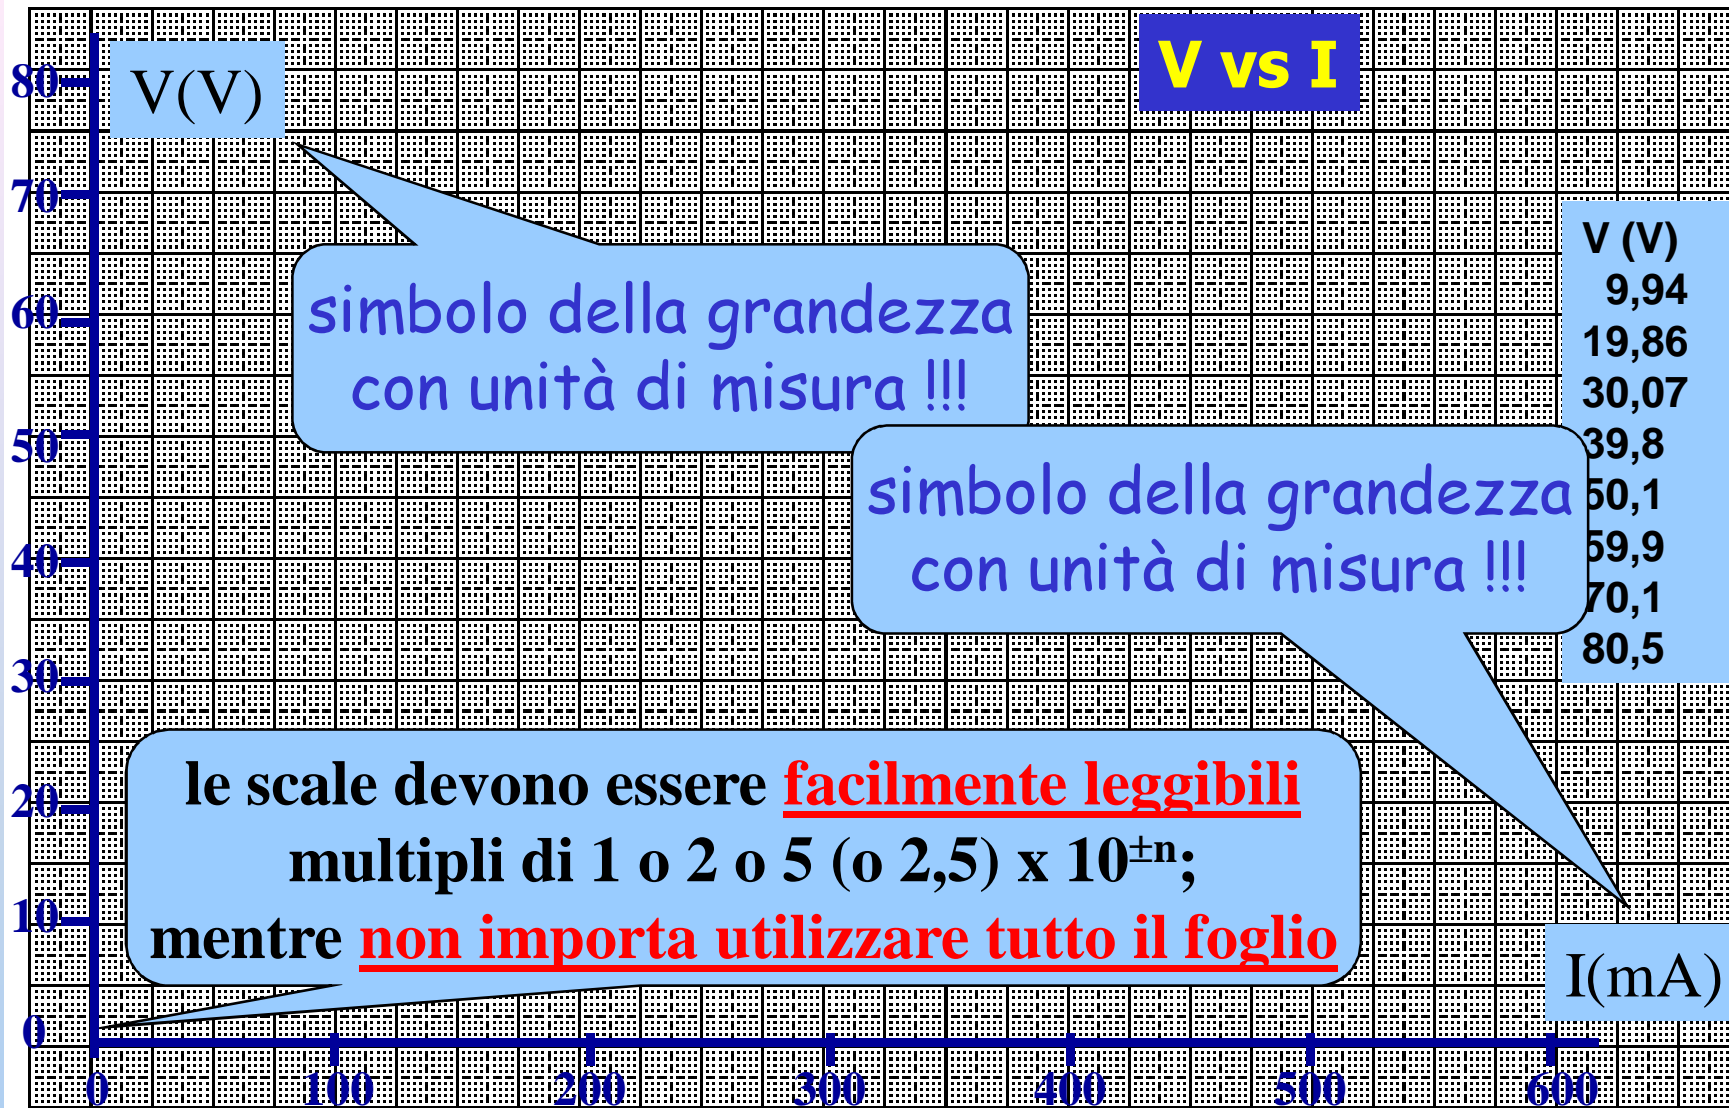 V vs I
V(V)
80
70
60
50
40
30
20
10
0
simbolo della grandezza
con unità di misura !!!
V (V)
9,94
19,86
30,07
39,8
50,1
59,9
70,1
80,5
simbolo della grandezza
con unità di misura !!!
le scale devono essere facilmente leggibili
multipli di 1 o 2 o 5 (o 2,5) x 10±n;
mentre non importa utilizzare tutto il foglio
I(mA)
0 100 200 300 400 500 600